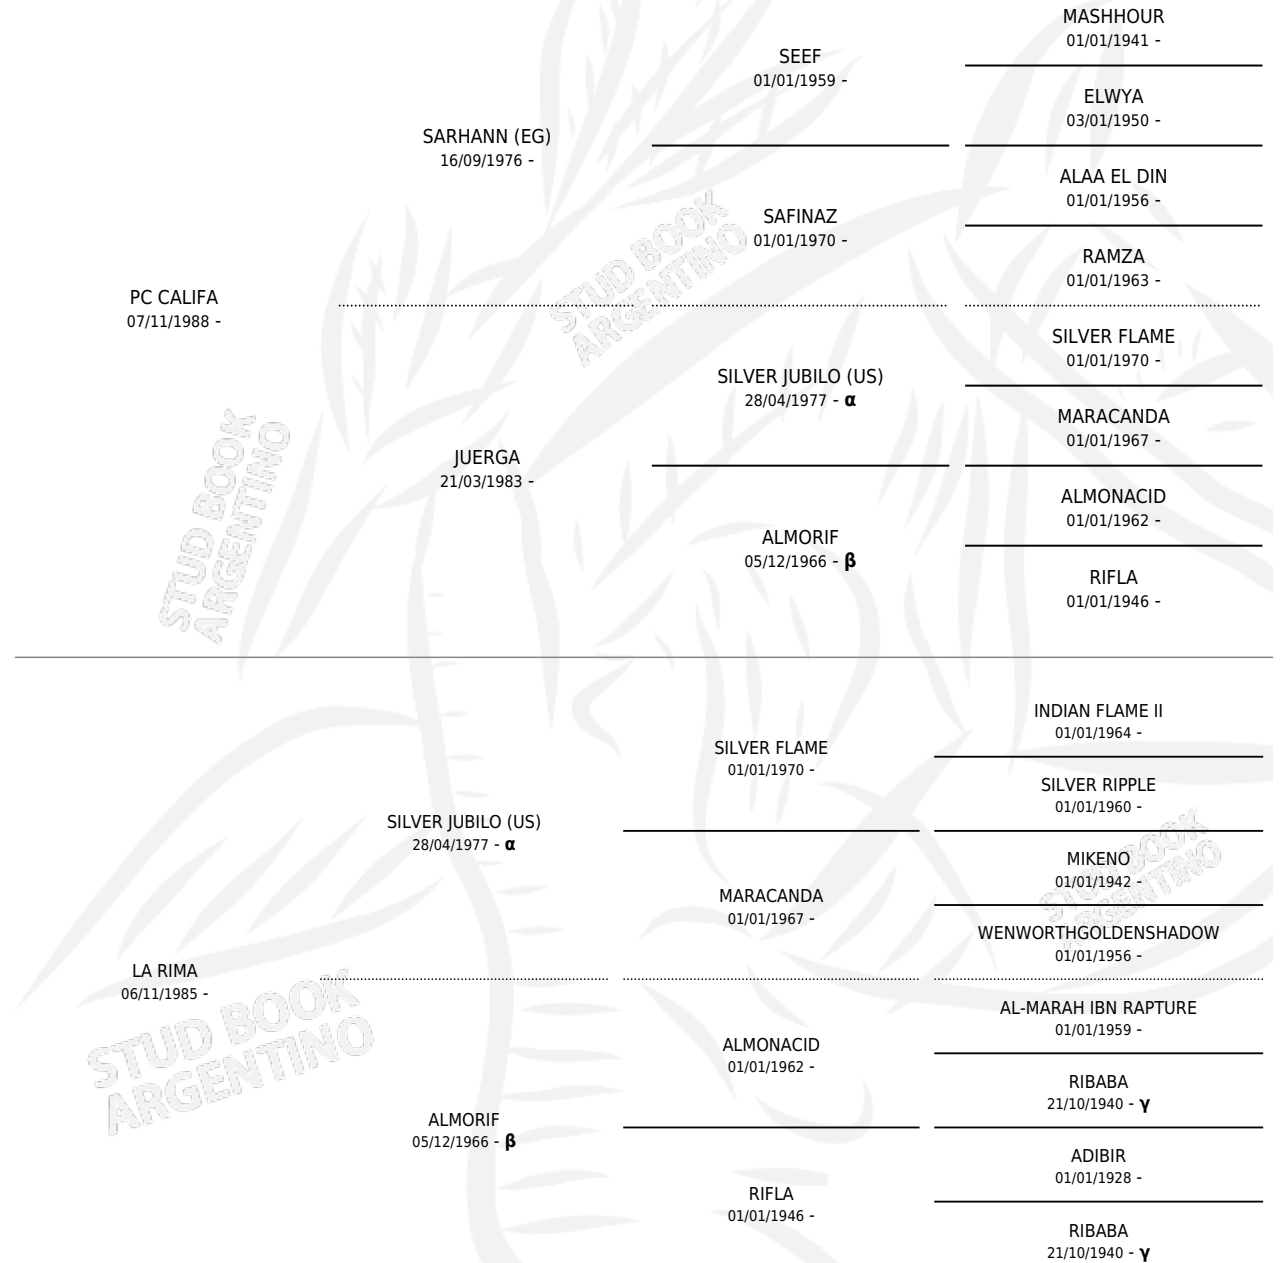 MASHHOUR
01/01/1941 -
SEEF
01/01/1959 -
ELWYA
03/01/1950 -
SARHANN (EG)
16/09/1976 -
ALAA EL DIN
01/01/1956 -
SAFINAZ
01/01/1970 -
RAMZA
01/01/1963 -
PC CALIFA
07/11/1988 -
SILVER FLAME
01/01/1970 -
SILVER JUBILO (US)
28/04/1977 - α
MARACANDA
01/01/1967 -
JUERGA
21/03/1983 -
ALMONACID
01/01/1962 -
ALMORIF
05/12/1966 - β
RIFLA
01/01/1946 -
INDIAN FLAME II
01/01/1964 -
SILVER FLAME
01/01/1970 -
SILVER RIPPLE
01/01/1960 -
SILVER JUBILO (US)
28/04/1977 - α
MIKENO
01/01/1942 -
MARACANDA
01/01/1967 -
WENWORTHGOLDENSHADOW
01/01/1956 -
LA RIMA
06/11/1985 -
AL-MARAH IBN RAPTURE
01/01/1959 -
ALMONACID
01/01/1962 -
RIBABA
21/10/1940 - γ
ALMORIF
05/12/1966 - β
ADIBIR
01/01/1928 -
RIFLA
01/01/1946 -
RIBABA
21/10/1940 - γ
STUD BOOK
ARGENTINO
STUD BOOK
ARGENTINO
STUD BOOK
ARGENTINO
STUD BOOK
ARGENTINO